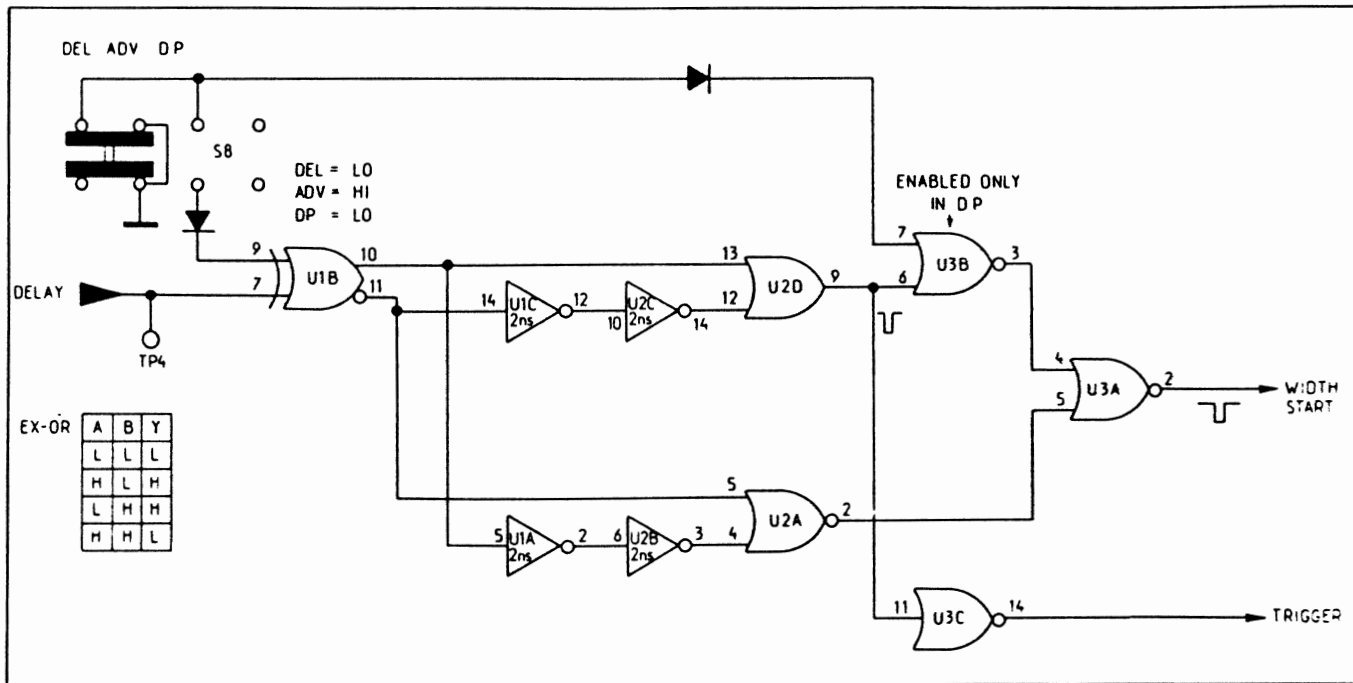 DEL ADV DP
S8
DEL = LO
ADV = HI
DP = LO
ENABLED ONLY
IN DP
9
7
U1B
10
11
DELAY
TP4
14
U1C
2ns
12
10
U2C
2ns
14
13
12
U2D
9
7
6
U3B
3
4
5
U3A
2
WIDTH
START
EX-OR
A B Y
L L L
H L H
L H H
H H L
5
U1A
2ns
2
6
U2B
2ns
3
5
4
U2A
2
11
U3C
14
TRIGGER